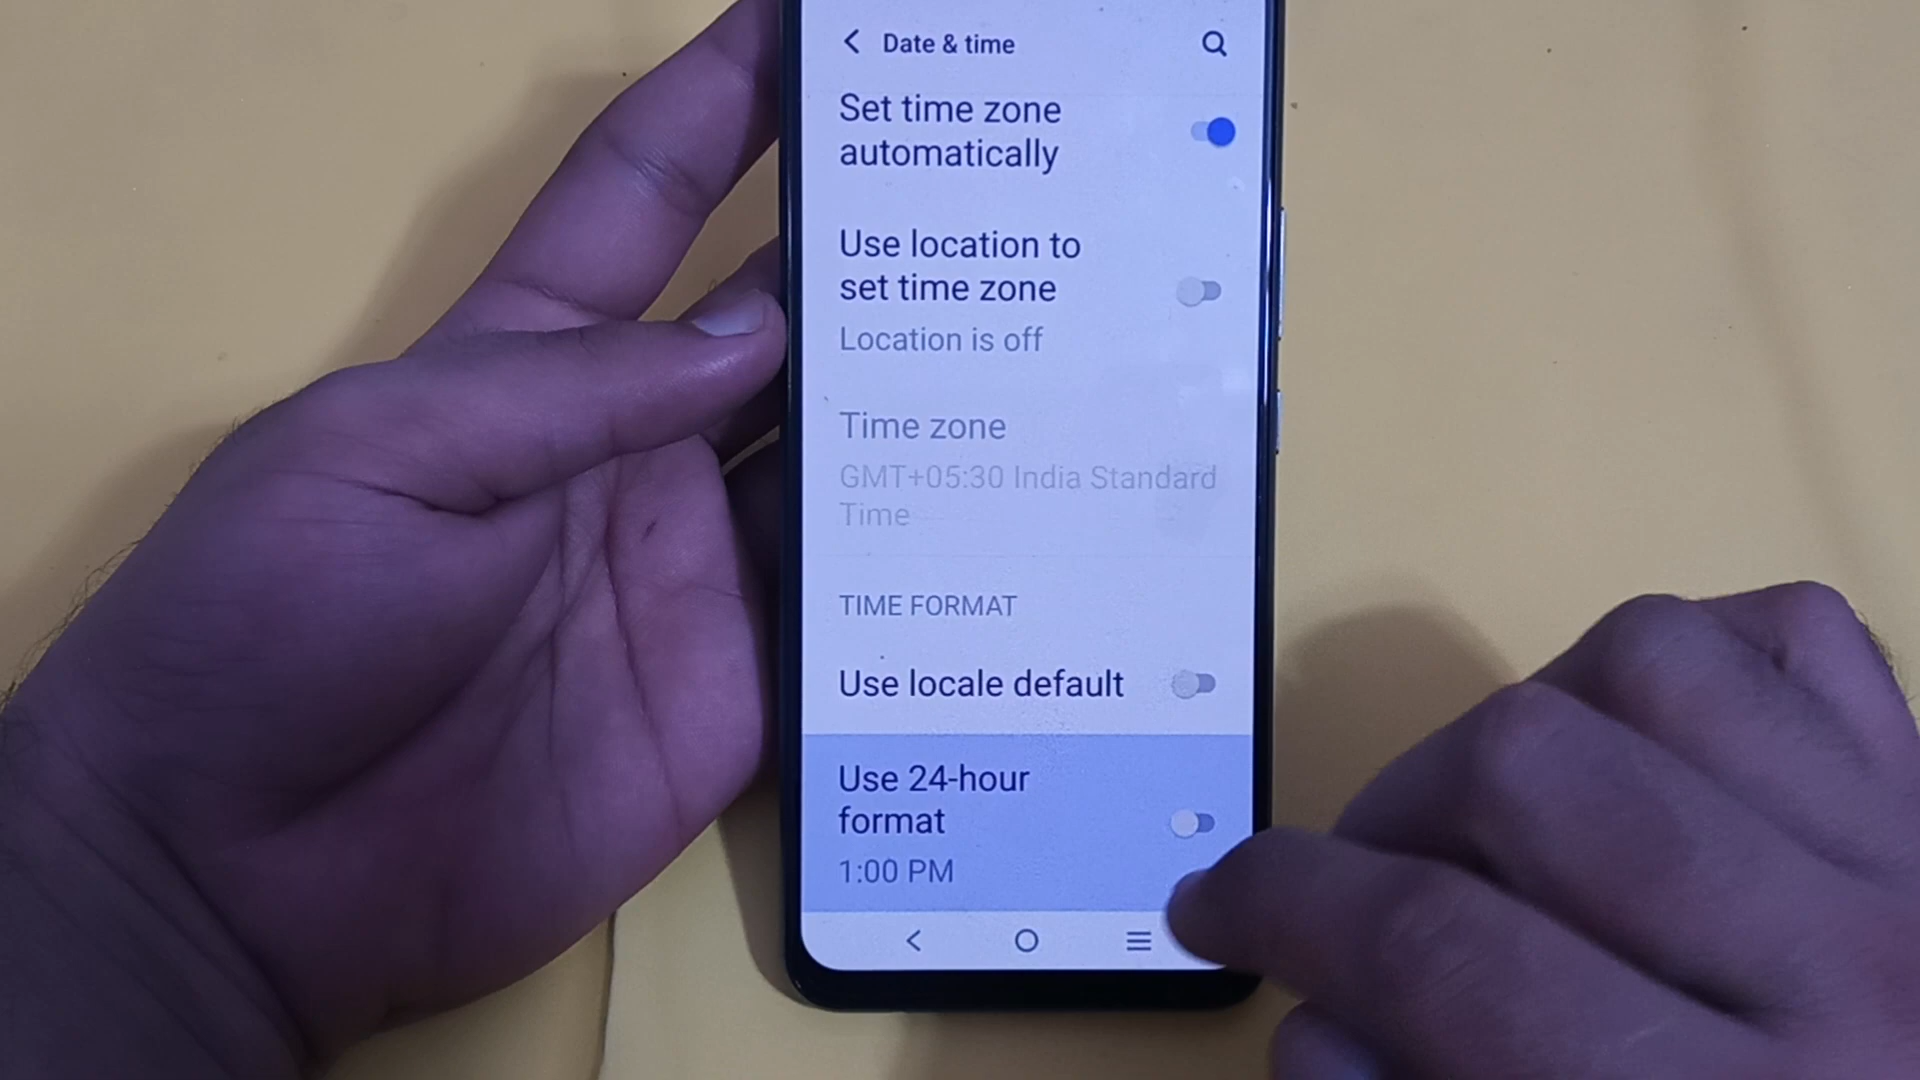 Date & time
Set time zone
automatically
Use location to
set time zone
Location is off
Time zone
GMT+05:30 India Standard
Time
TIME FORMAT
Use locale default
Use 24-hour
format
1:00 PM